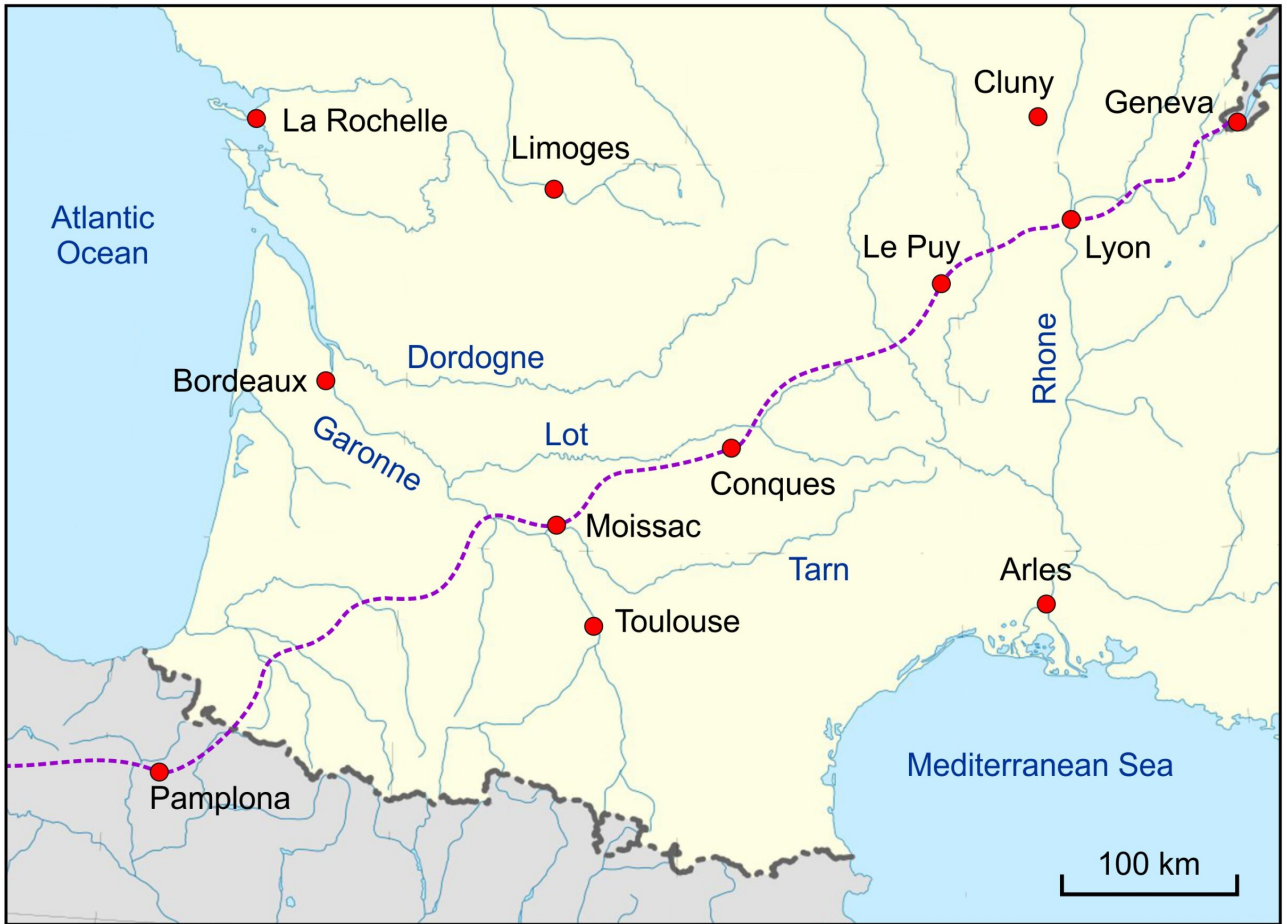 Cluny
Geneva
La Rochelle
Limoges
Atlantic
Ocean
Le Puy
Lyon
Rhone
Dordogne
Bordeaux
Garonne
Lot
Conques
Moissac
Tarn
Arles
Toulouse
Mediterranean Sea
Pamplona
100 km